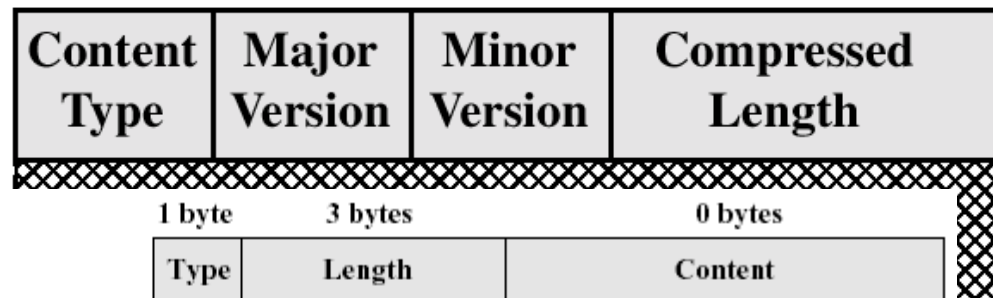 Content Major Minor Compressed
Type Version Version Length
1 byte 3 bytes 0 bytes
Type Length Content